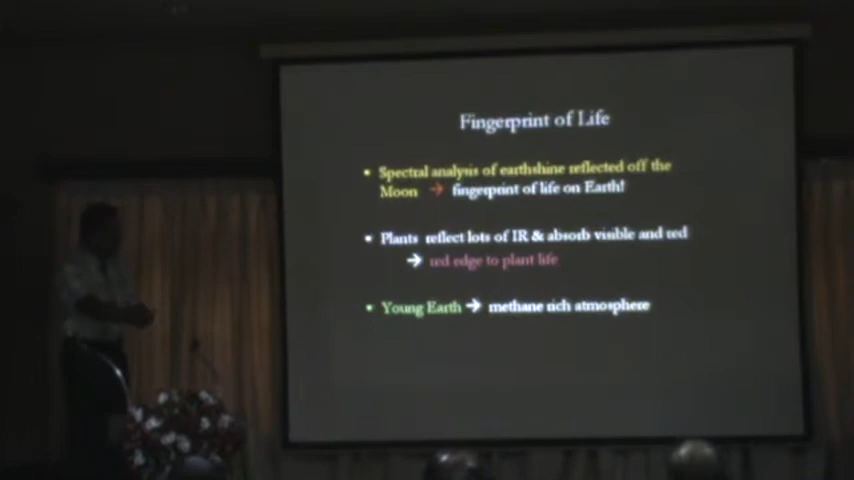 Fingerprint of Life
• Spectral analysis of earthshine reflected off the
Moon → fingerprint of life on Earth!
• Plants reflect lots of IR & absorb visible and red
→ red edge to plant life
• Young Earth → methane rich atmosphere